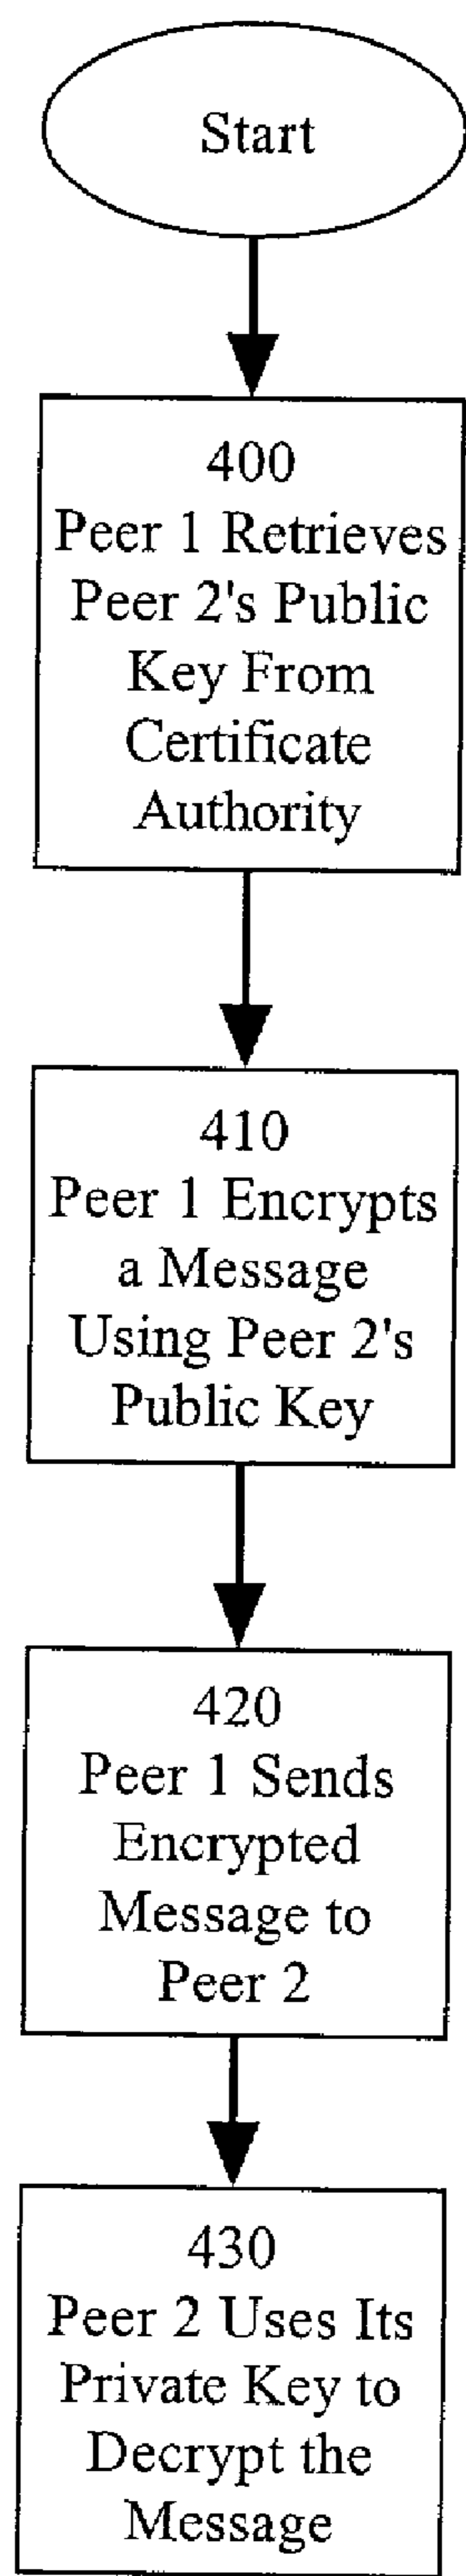 Start
400
Peer 1 Retrieves
Peer 2's Public
Key From
Certificate
Authority
410
Peer 1 Encrypts
a Message
Using Peer 2's
Public Key
420
Peer 1 Sends
Encrypted
Message to
Peer 2
430
Peer 2 Uses Its
Private Key to
Decrypt the
Message